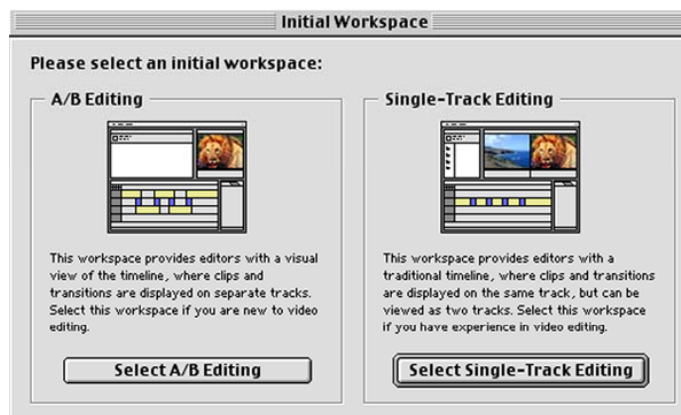 Initial Workspace
Please select an initial workspace:
A/B Editing
This workspace provides editors with a visual
view of the timeline, where clips and
transitions are displayed on separate tracks.
Select this workspace if you are new to video
editing.
Select A/B Editing
Single-Track Editing
This workspace provides editors with a
traditional timeline, where clips and transitions
are displayed on the same track, but can be
viewed as two tracks. Select this workspace
if you have experience in video editing.
Select Single-Track Editing